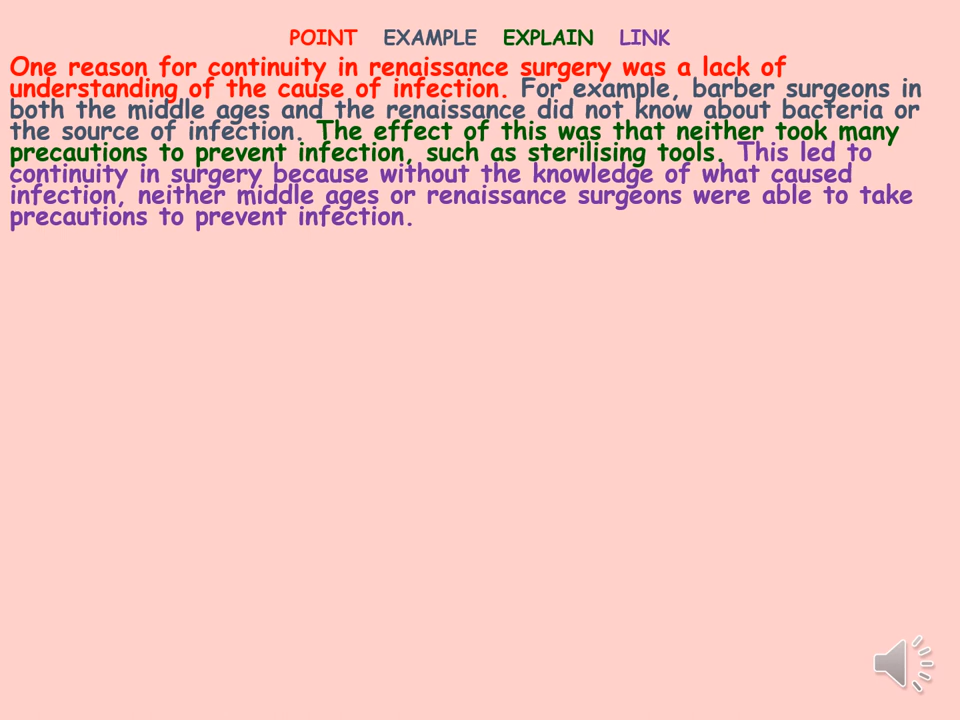 POINT EXAMPLE EXPLAIN LINK
One reason for continuity in renaissance surgery was a lack of
understanding of the cause of infection. For example, barber surgeons in
both the middle ages and the renaissance did not know about bacteria or
the source of infection. The effect of this was that neither took many
precautions to prevent infection, such as sterilising tools. This led to
continuity in surgery because without the knowledge of what caused
infection, neither middle ages or renaissance surgeons were able to take
precautions to prevent infection.